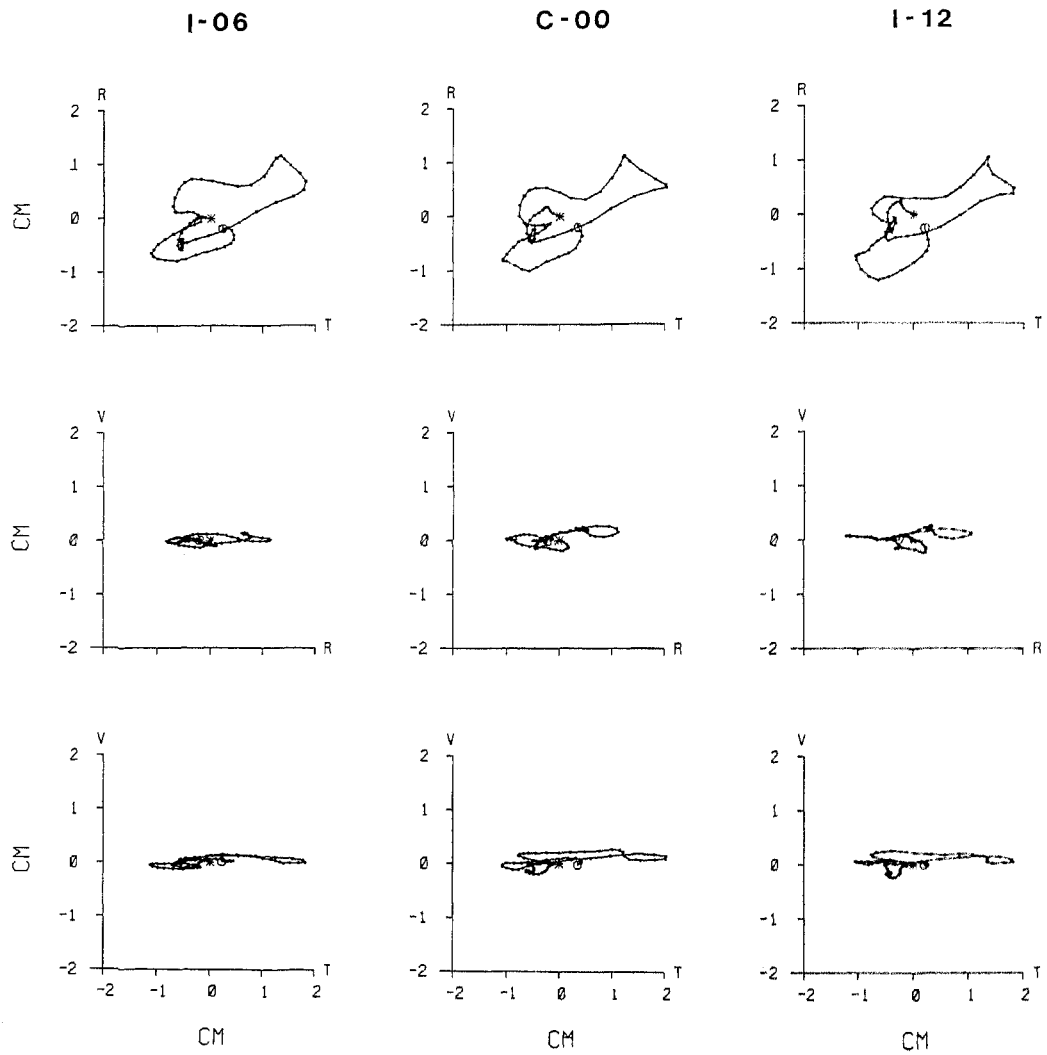 I-06 C-00 I-12
R R R
2 2 2
1 1 1
CM 0 0 0
-1 -1 -1
-2 T -2 T -2 T
V V V
2 2 2
1 1 1
CM 0 0 0
-1 -1 -1
-2 R -2 R -2 R
V V V
2 2 2
1 1 1
CM 0 0 0
-1 -1 -1
-2 T -2 T -2 T
-2 -1 0 1 2 -2 -1 0 1 2 -2 -1 0 1 2
CM CM CM